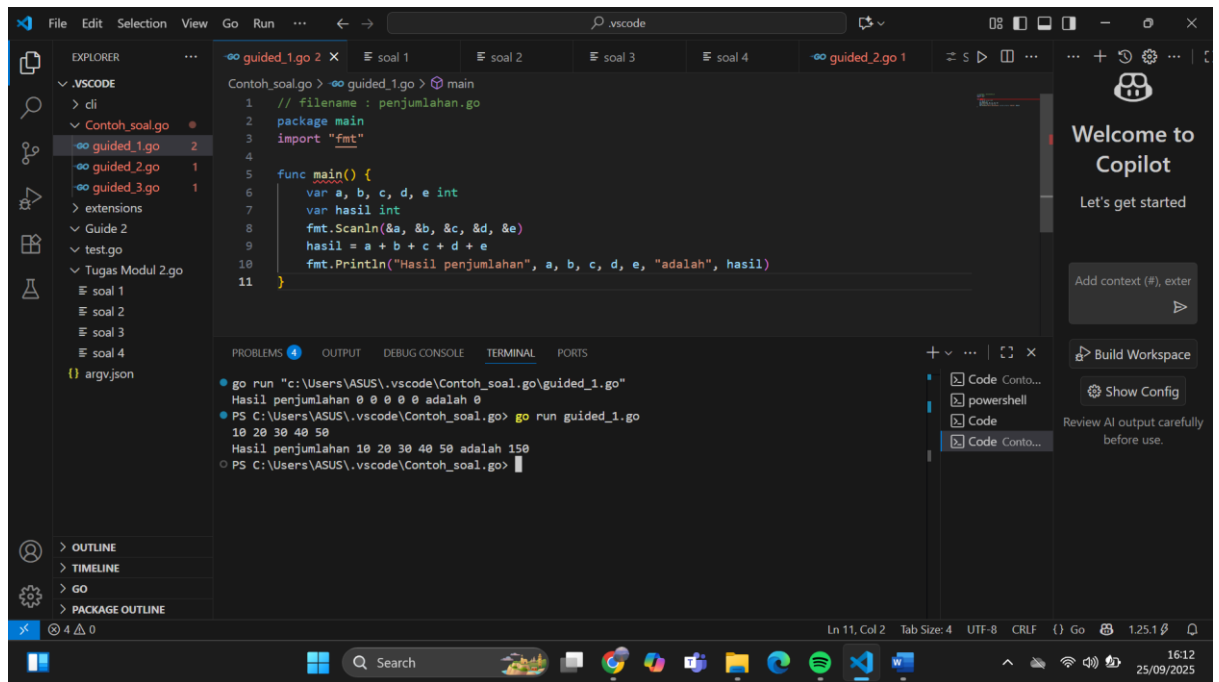 File Edit Selection View Go Run ··· .vscode
EXPLORER ···
.VSCODE
cli
Contoh_soal.go
guided_1.go 2
guided_2.go 1
guided_3.go 1
extensions
Guide 2
test.go
Tugas Modul 2.go
soal 1
soal 2
soal 3
soal 4
{} argv.json
OUTLINE
TIMELINE
GO
PACKAGE OUTLINE
guided_1.go 2 soal 1 soal 2 soal 3 soal 4 guided_2.go 1 S ···
Contoh_soal.go > guided_1.go > main
1 // filename : penjumlahan.go
2 package main
3 import "fmt"
4
5 func main() {
6 var a, b, c, d, e int
7 var hasil int
8 fmt.Scanln(&a, &b, &c, &d, &e)
9 hasil = a + b + c + d + e
10 fmt.Println("Hasil penjumlahan", a, b, c, d, e, "adalah", hasil)
11 }
PROBLEMS 4 OUTPUT DEBUG CONSOLE TERMINAL PORTS
go run "c:\Users\ASUS\.vscode\Contoh_soal.go\guided_1.go"
Hasil penjumlahan 0 0 0 0 0 adalah 0
PS C:\Users\ASUS\.vscode\Contoh_soal.go> go run guided_1.go
10 20 30 40 50
Hasil penjumlahan 10 20 30 40 50 adalah 150
PS C:\Users\ASUS\.vscode\Contoh_soal.go>
Code Conto...
powershell
Code
Code Conto...
Welcome to
Copilot
Let's get started
Add context (#), exter
Build Workspace
Show Config
Review AI output carefully
before use.
4 0 Ln 11, Col 2 Tab Size: 4 UTF-8 CRLF {} Go 1.25.1
Search
16:12
25/09/2025